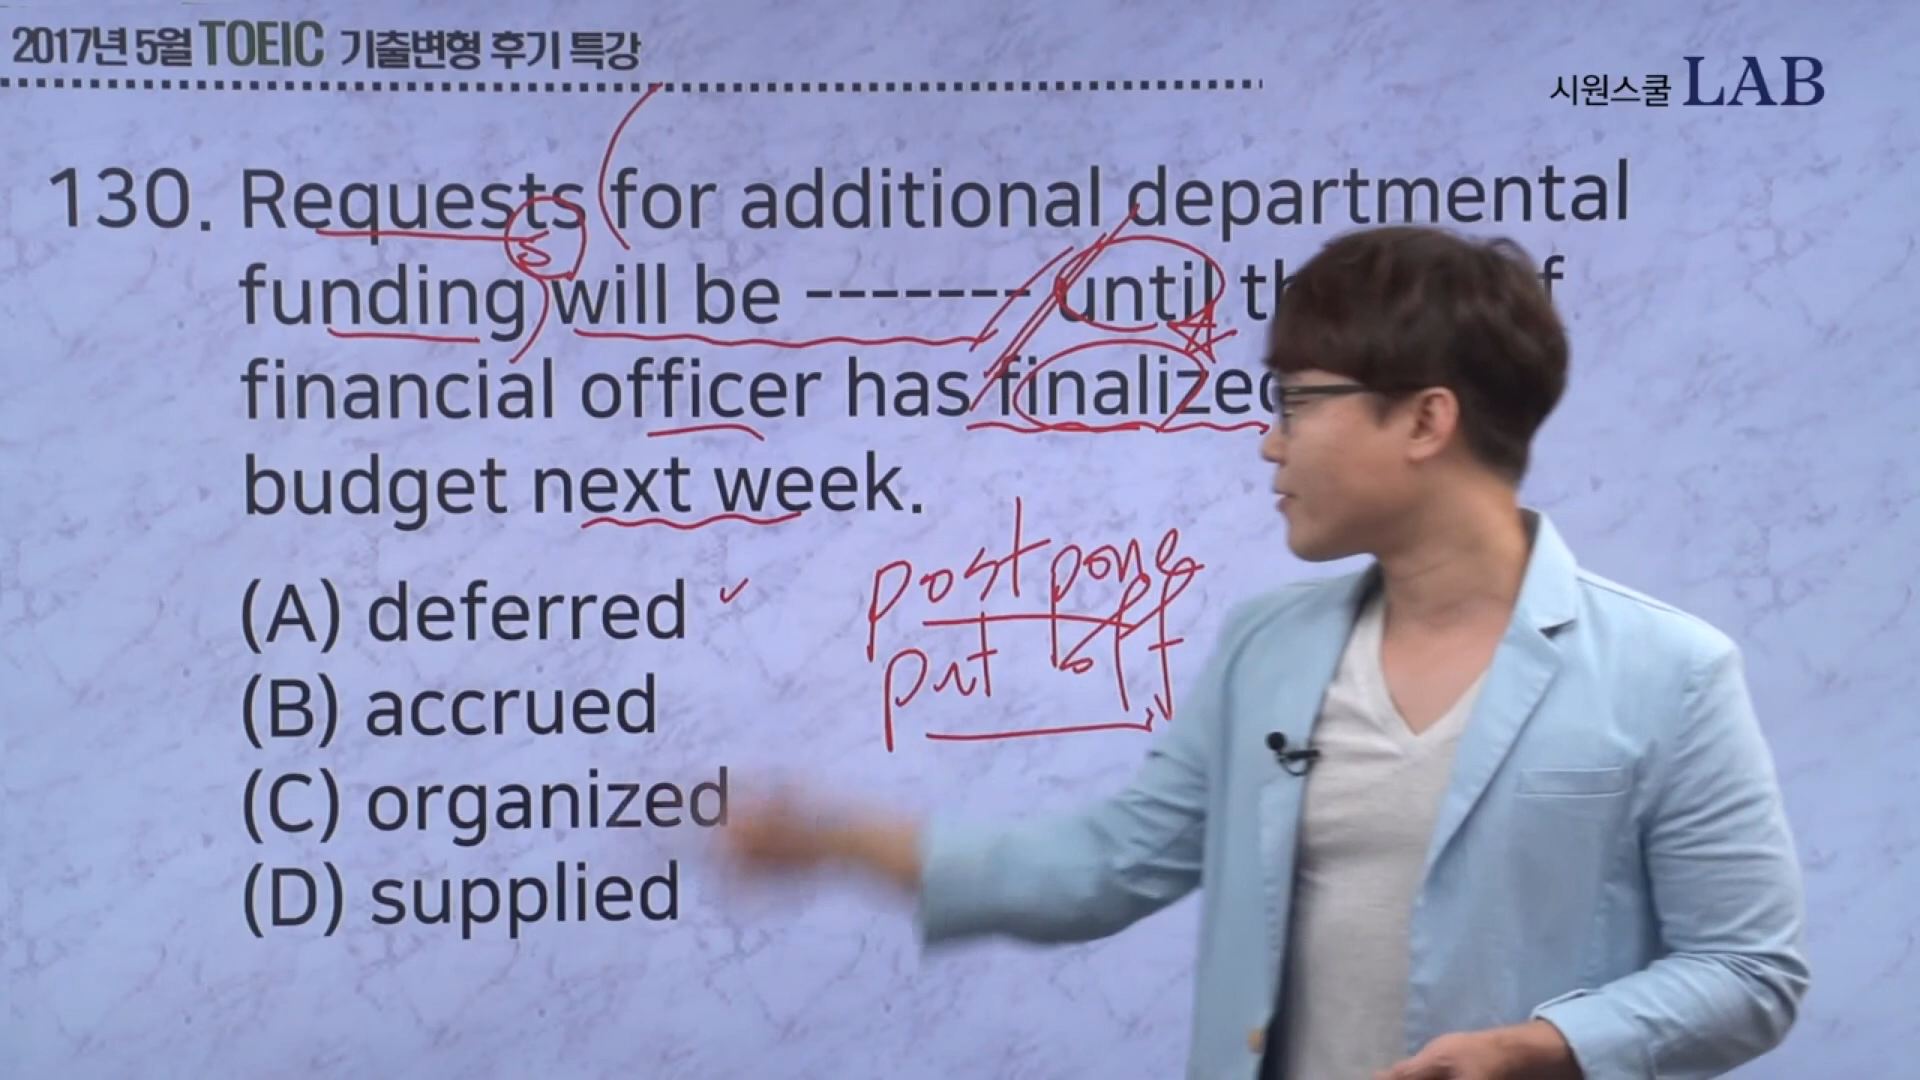 2017년 5월 TOEIC 기출변형 후기 특강
시원스쿨 LAB
130. Requests for additional departmental
funding will be ------- until
financial officer has finalized
budget next week.
postpone
put off
(A) deferred
(B) accrued
(C) organized
(D) supplied